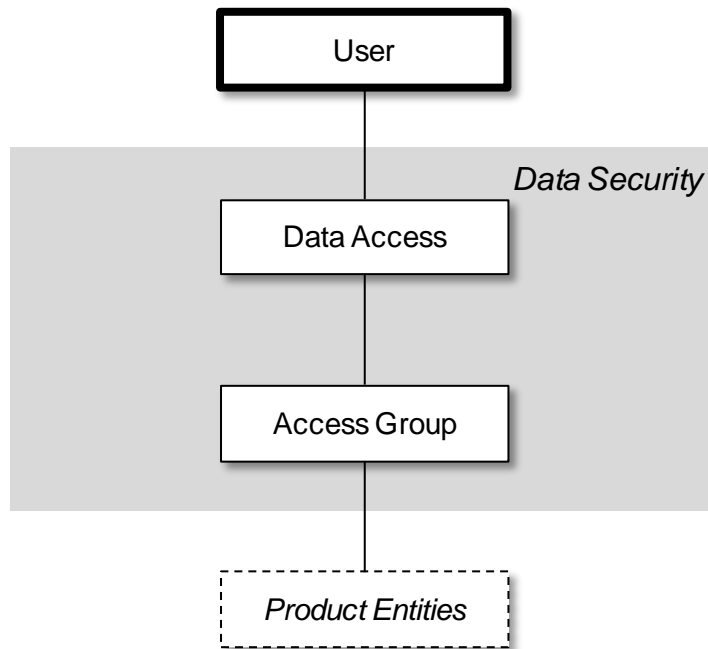 User
Data Security
Data Access
Access Group
Product Entities